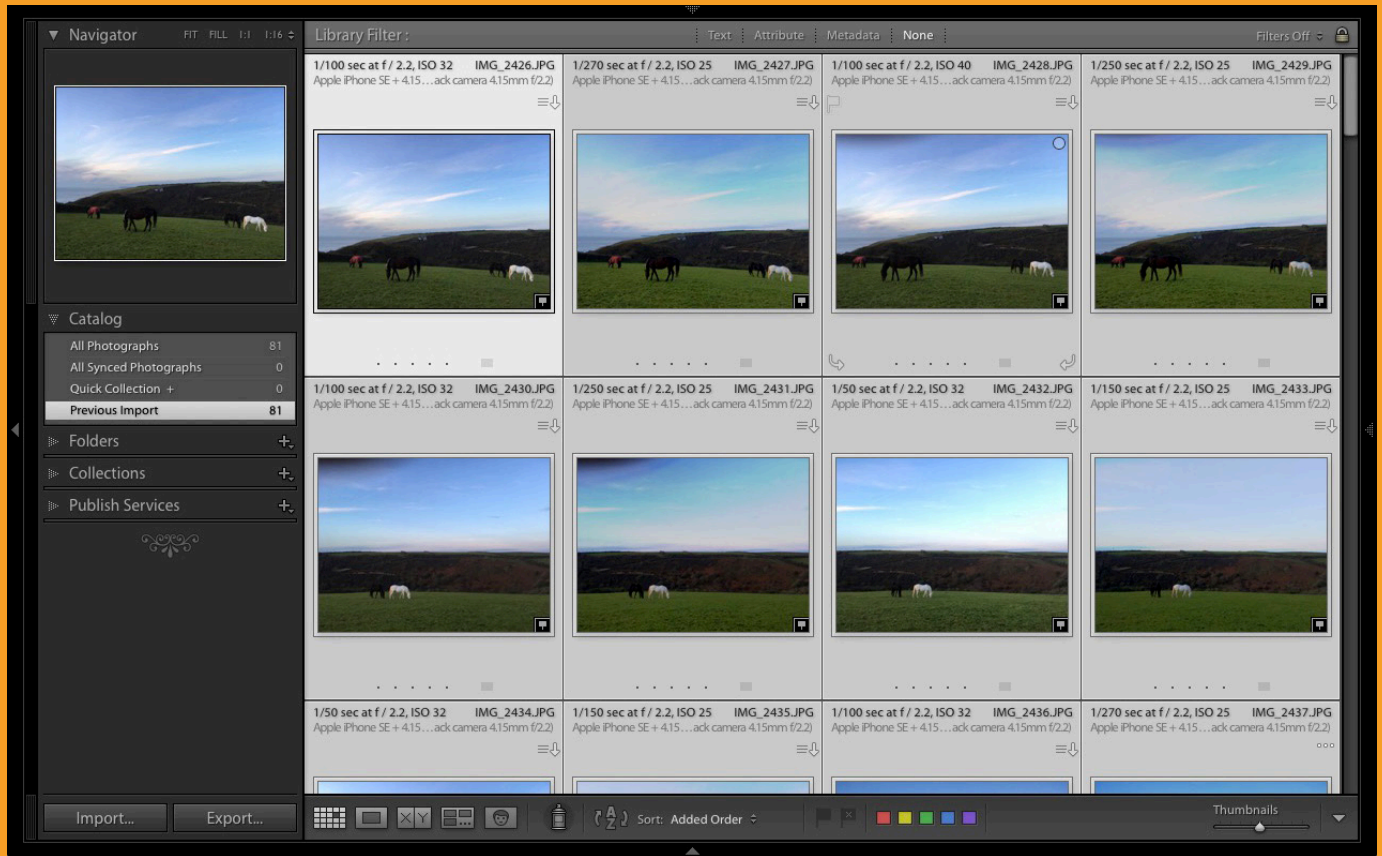 Navigator FIT FILL 1:1 1:16
Library Filter : Text Attribute Metadata None Filters Off
1/100 sec at f / 2.2, ISO 32 IMG_2426.JPG
Apple iPhone SE + 4.15…ack camera 4.15mm f/2.2)
1/270 sec at f / 2.2, ISO 25 IMG_2427.JPG
Apple iPhone SE + 4.15…ack camera 4.15mm f/2.2)
1/100 sec at f / 2.2, ISO 40 IMG_2428.JPG
Apple iPhone SE + 4.15…ack camera 4.15mm f/2.2)
1/250 sec at f / 2.2, ISO 25 IMG_2429.JPG
Apple iPhone SE + 4.15…ack camera 4.15mm f/2.2)
Catalog
All Photographs 81
All Synced Photographs 0
Quick Collection + 0
Previous Import 81
Folders
Collections
Publish Services
1/100 sec at f / 2.2, ISO 32 IMG_2430.JPG
Apple iPhone SE + 4.15…ack camera 4.15mm f/2.2)
1/250 sec at f / 2.2, ISO 25 IMG_2431.JPG
Apple iPhone SE + 4.15…ack camera 4.15mm f/2.2)
1/50 sec at f / 2.2, ISO 32 IMG_2432.JPG
Apple iPhone SE + 4.15…ack camera 4.15mm f/2.2)
1/150 sec at f / 2.2, ISO 25 IMG_2433.JPG
Apple iPhone SE + 4.15…ack camera 4.15mm f/2.2)
1/50 sec at f / 2.2, ISO 32 IMG_2434.JPG
Apple iPhone SE + 4.15…ack camera 4.15mm f/2.2)
1/150 sec at f / 2.2, ISO 25 IMG_2435.JPG
Apple iPhone SE + 4.15…ack camera 4.15mm f/2.2)
1/100 sec at f / 2.2, ISO 32 IMG_2436.JPG
Apple iPhone SE + 4.15…ack camera 4.15mm f/2.2)
1/270 sec at f / 2.2, ISO 25 IMG_2437.JPG
Apple iPhone SE + 4.15…ack camera 4.15mm f/2.2)
Import... Export...
X Y
A Z
Sort: Added Order
Thumbnails